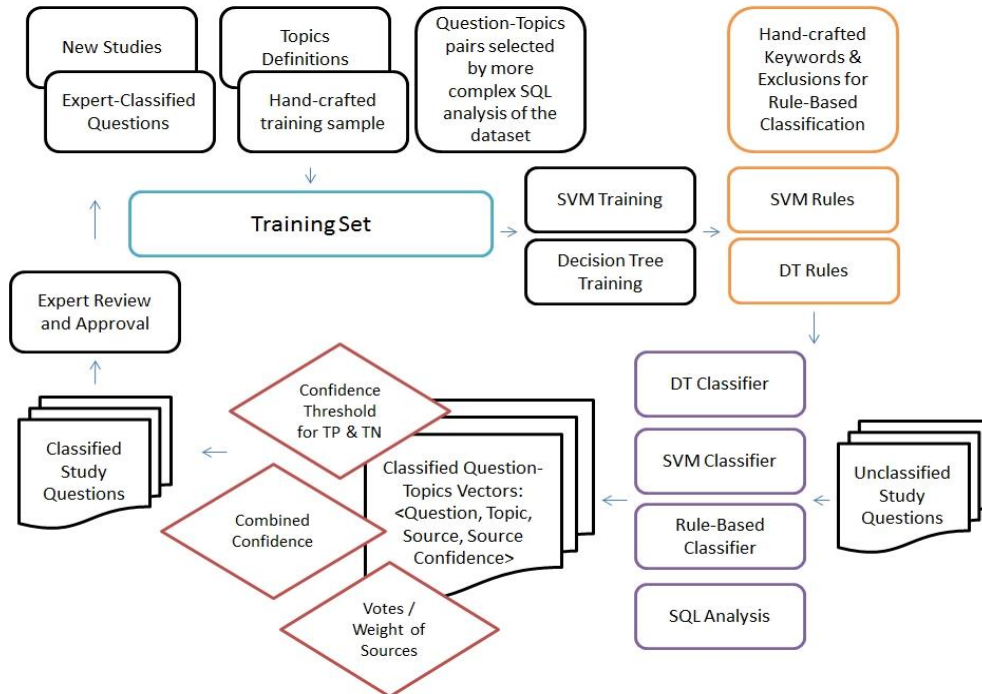 New Studies
Expert-Classified
Questions
Topics
Definitions
Hand-crafted
training sample
Question-Topics
pairs selected
by more
complex SQL
analysis of the
dataset
Hand-crafted
Keywords &
Exclusions for
Rule-Based
Classification
Training Set
SVM Training
Decision Tree
Training
SVM Rules
DT Rules
Expert Review
and Approval
DT Classifier
SVM Classifier
Rule-Based
Classifier
SQL Analysis
Unclassified
Study
Questions
Confidence
Threshold
for TP & TN
Combined
Confidence
Votes /
Weight of
Sources
Classified Question-
Topics Vectors:
<Question, Topic,
Source, Source
Confidence>
Classified
Study
Questions